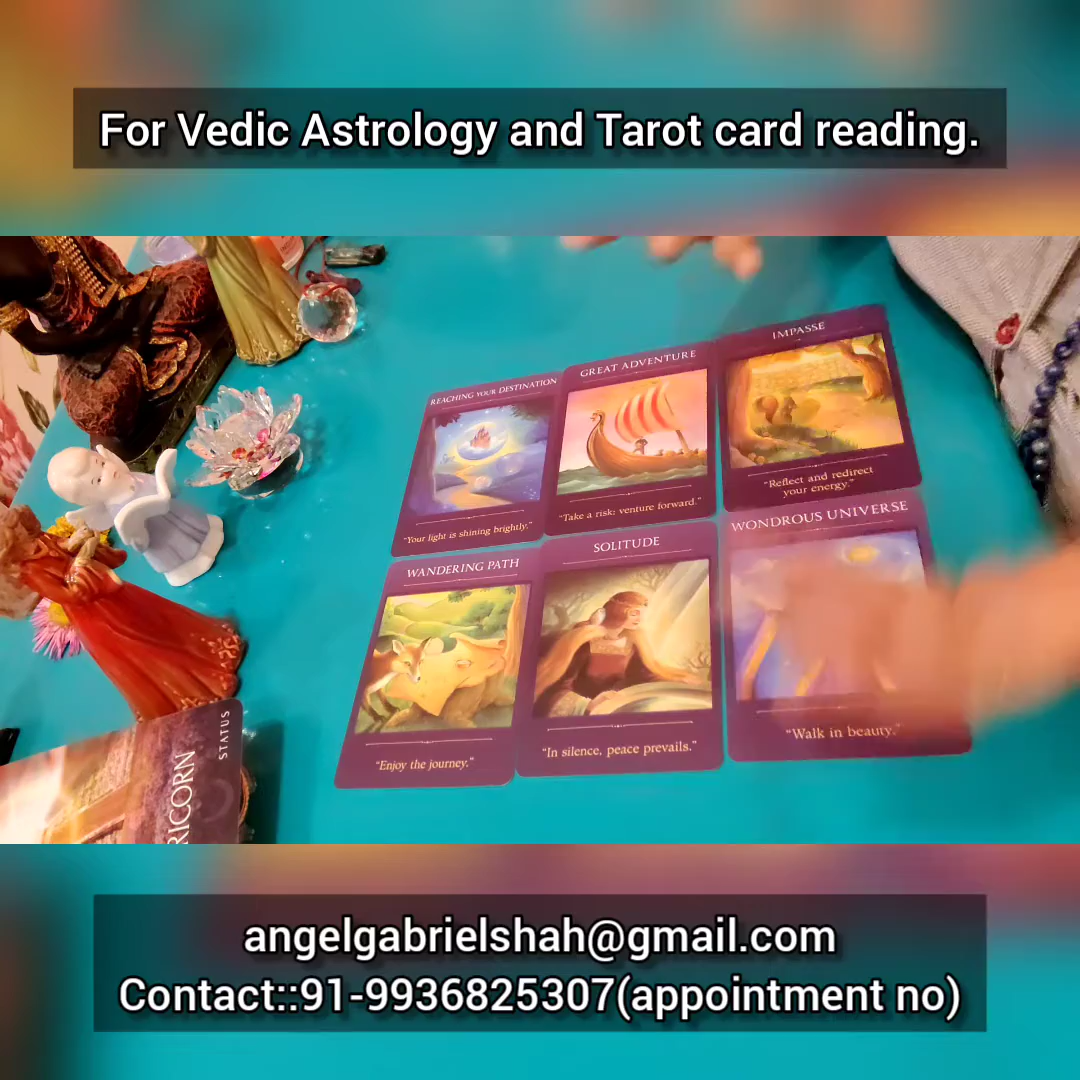 For Vedic Astrology and Tarot card reading.
REACHING YOUR DESTINATION
"Your light is shining brightly."
GREAT ADVENTURE
"Take a risk: venture forward."
IMPASSE
"Reflect and redirect
your energy."
WANDERING PATH
"Enjoy the journey."
SOLITUDE
"In silence, peace prevails."
WONDROUS UNIVERSE
"Walk in beauty."
STATUS
RICORN
angelgabrielshah@gmail.com
Contact::91-9936825307(appointment no)